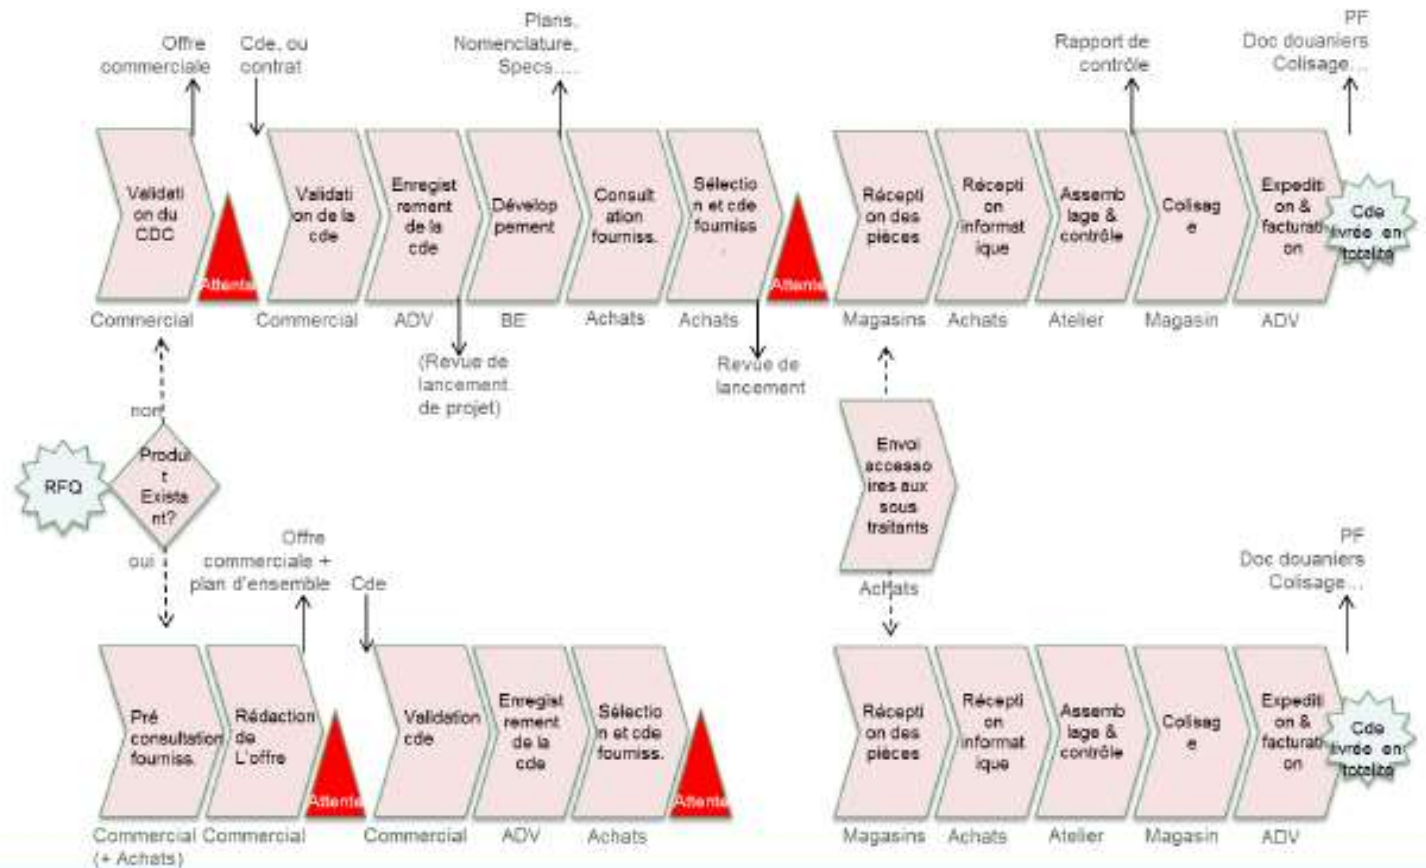 Offre
commerciale
Cde, ou
contrat
Plans,
Nomenclature,
Specs.....
Rapport de
contrôle
PF
Doc douaniers
Colisage...
Validati
on du
CDC
Attente
Validati
on de la
cde
Enregist
rement
de la
cde
Dévelop
pement
Consult
ation
fourniss.
Sélectio
n et cde
fourniss
.
Attente
Récepti
on des
pièces
Récepti
on
informat
ique
Assemb
lage &
contrôle
Colisag
e
Expediti
on &
facturati
on
Cde
livrée en
totalité
Commercial
Commercial
ADV
BE
Achats
Achats
Magasins
Achats
Atelier
Magasin
ADV
(Revue de
lancement
de projet)
Revue de
lancement
non
RFQ
Produi
t
Exista
nt?
oui
Envoi
accesso
ires aux
sous
traitants
Achats
Offre
commerciale +
plan d'ensemble
Cde
PF
Doc douaniers
Colisage...
Pré
consultation
fourniss.
Rédaction
de
L'offre
Attente
Validation
cde
Enregist
rement
de la
cde
Sélectio
n et cde
fourniss.
Attente
Récepti
on des
pièces
Récepti
on
informat
ique
Assemb
lage &
contrôle
Colisag
e
Expediti
on &
facturati
on
Cde
livrée en
totalité
Commercial
(+ Achats)
Commercial
Commercial
ADV
Achats
Magasins
Achats
Atelier
Magasin
ADV